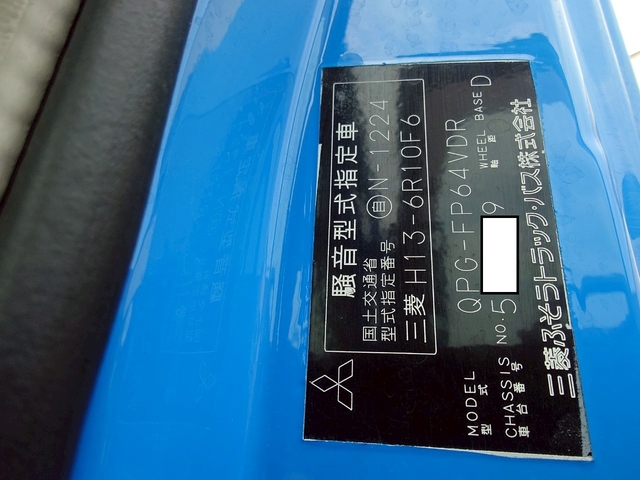 騒音型式指定車
国土交通省
型式指定番号
自N-1224
三菱 H13-6R10F6
MODEL
型式
QPG-FP64VDR
WHEEL BASE D
軸距
CHASSIS NO. 5
車台番号
9
三菱ふそうトラック・バス株式会社